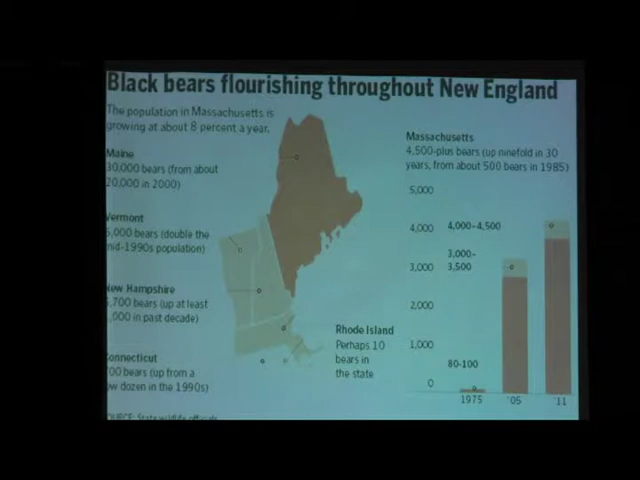 Black bears flourishing throughout New England
The population in Massachusetts is
growing at about 8 percent a year.
Maine
30,000 bears (from about
20,000 in 2000)
Vermont
,000 bears (double the
mid-1990s population)
New Hampshire
,700 bears (up at least
,000 in past decade)
Connecticut
00 bears (up from a
dozen in the 1990s)
SOURCE: State wildlife officials
Rhode Island
Perhaps 10
bears in
the state
Massachusetts
4,500-plus bears (up ninefold in 30
years, from about 500 bears in 1985)
5,000
4,000
4,000–4,500
3,000–
3,000
3,500
2,000
1,000
80-100
0
1975
'05
'11